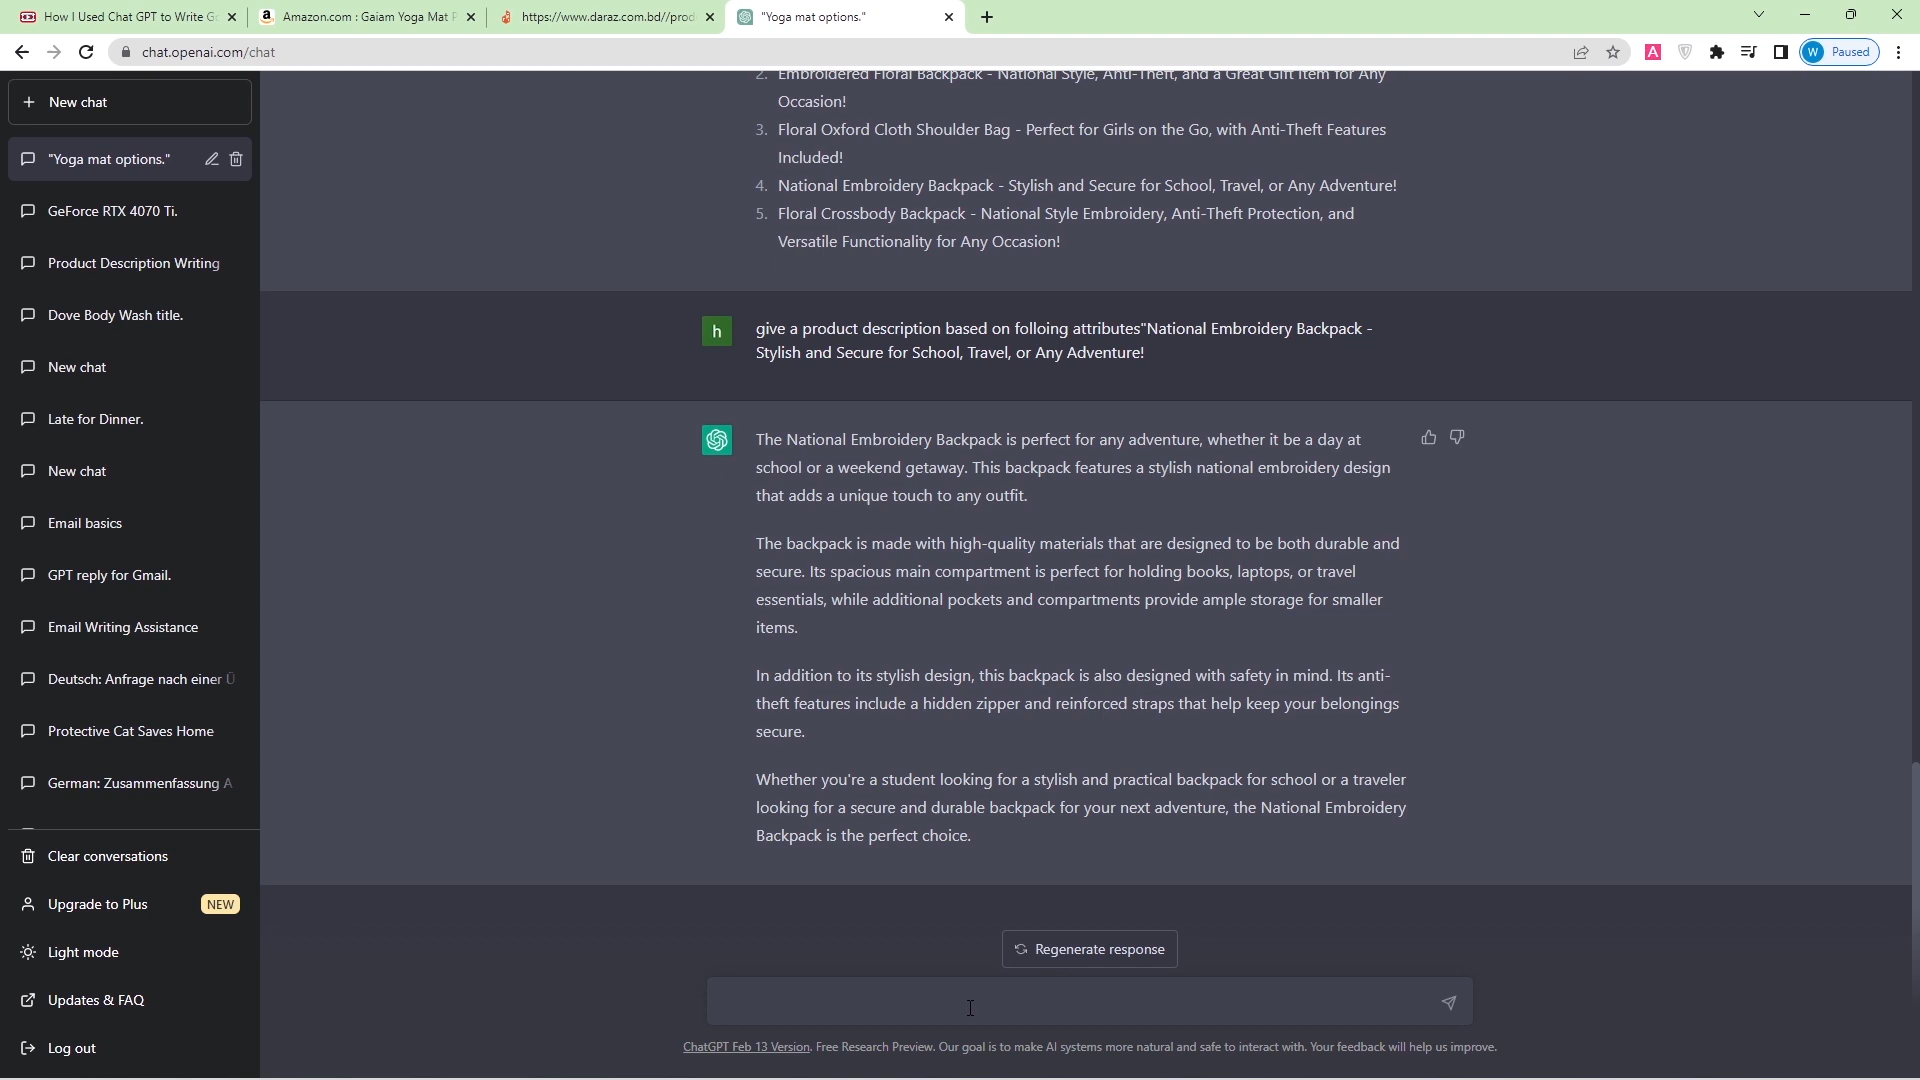 How I Used Chat GPT to Write G
Amazon.com : Gaiam Yoga Mat P
https://www.daraz.com.bd//prod
"Yoga mat options."
chat.openai.com/chat
W Paused
New chat
"Yoga mat options."
GeForce RTX 4070 Ti.
Product Description Writing
Dove Body Wash title.
New chat
Late for Dinner.
New chat
Email basics
GPT reply for Gmail.
Email Writing Assistance
Deutsch: Anfrage nach einer Ü
Protective Cat Saves Home
German: Zusammenfassung A
Clear conversations
Upgrade to Plus NEW
Light mode
Updates & FAQ
Log out
2. Embroidered Floral Backpack - National Style, Anti-Theft, and a Great Gift Item for Any
Occasion!
3. Floral Oxford Cloth Shoulder Bag - Perfect for Girls on the Go, with Anti-Theft Features
Included!
4. National Embroidery Backpack - Stylish and Secure for School, Travel, or Any Adventure!
5. Floral Crossbody Backpack - National Style Embroidery, Anti-Theft Protection, and
Versatile Functionality for Any Occasion!
h
give a product description based on folloing attributes"National Embroidery Backpack -
Stylish and Secure for School, Travel, or Any Adventure!
The National Embroidery Backpack is perfect for any adventure, whether it be a day at
school or a weekend getaway. This backpack features a stylish national embroidery design
that adds a unique touch to any outfit.
The backpack is made with high-quality materials that are designed to be both durable and
secure. Its spacious main compartment is perfect for holding books, laptops, or travel
essentials, while additional pockets and compartments provide ample storage for smaller
items.
In addition to its stylish design, this backpack is also designed with safety in mind. Its anti-
theft features include a hidden zipper and reinforced straps that help keep your belongings
secure.
Whether you're a student looking for a stylish and practical backpack for school or a traveler
looking for a secure and durable backpack for your next adventure, the National Embroidery
Backpack is the perfect choice.
Regenerate response
ChatGPT Feb 13 Version. Free Research Preview. Our goal is to make AI systems more natural and safe to interact with. Your feedback will help us improve.